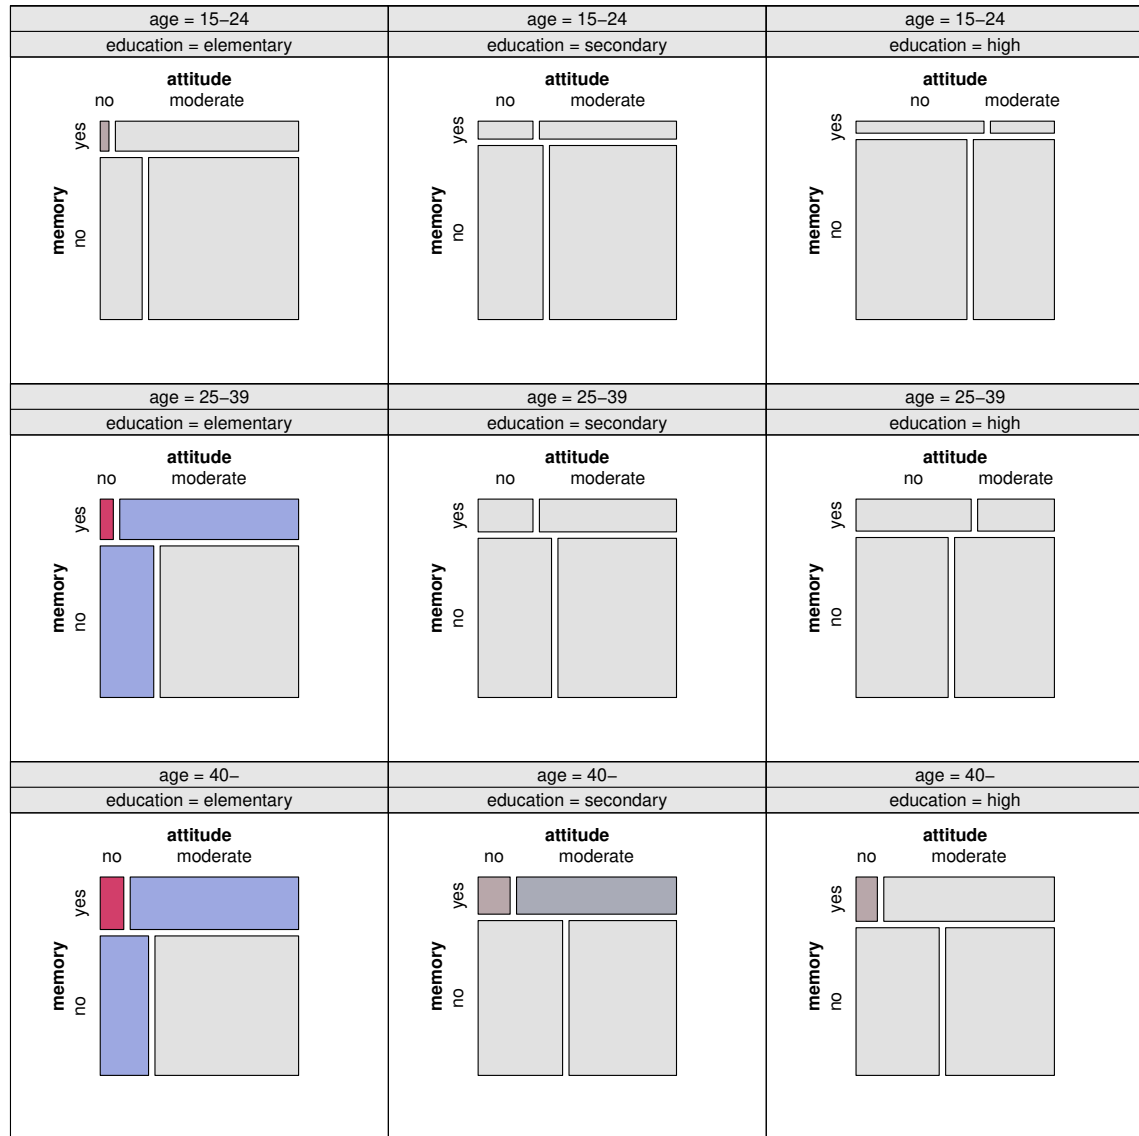 age = 15−24
education = elementary
attitude
no moderate
memory
yes
no
age = 15−24
education = secondary
attitude
no moderate
memory
yes
no
age = 15−24
education = high
attitude
no moderate
memory
yes
no
age = 25−39
education = elementary
attitude
no moderate
memory
yes
no
age = 25−39
education = secondary
attitude
no moderate
memory
yes
no
age = 25−39
education = high
attitude
no moderate
memory
yes
no
age = 40−
education = elementary
attitude
no moderate
memory
yes
no
age = 40−
education = secondary
attitude
no moderate
memory
yes
no
age = 40−
education = high
attitude
no moderate
memory
yes
no